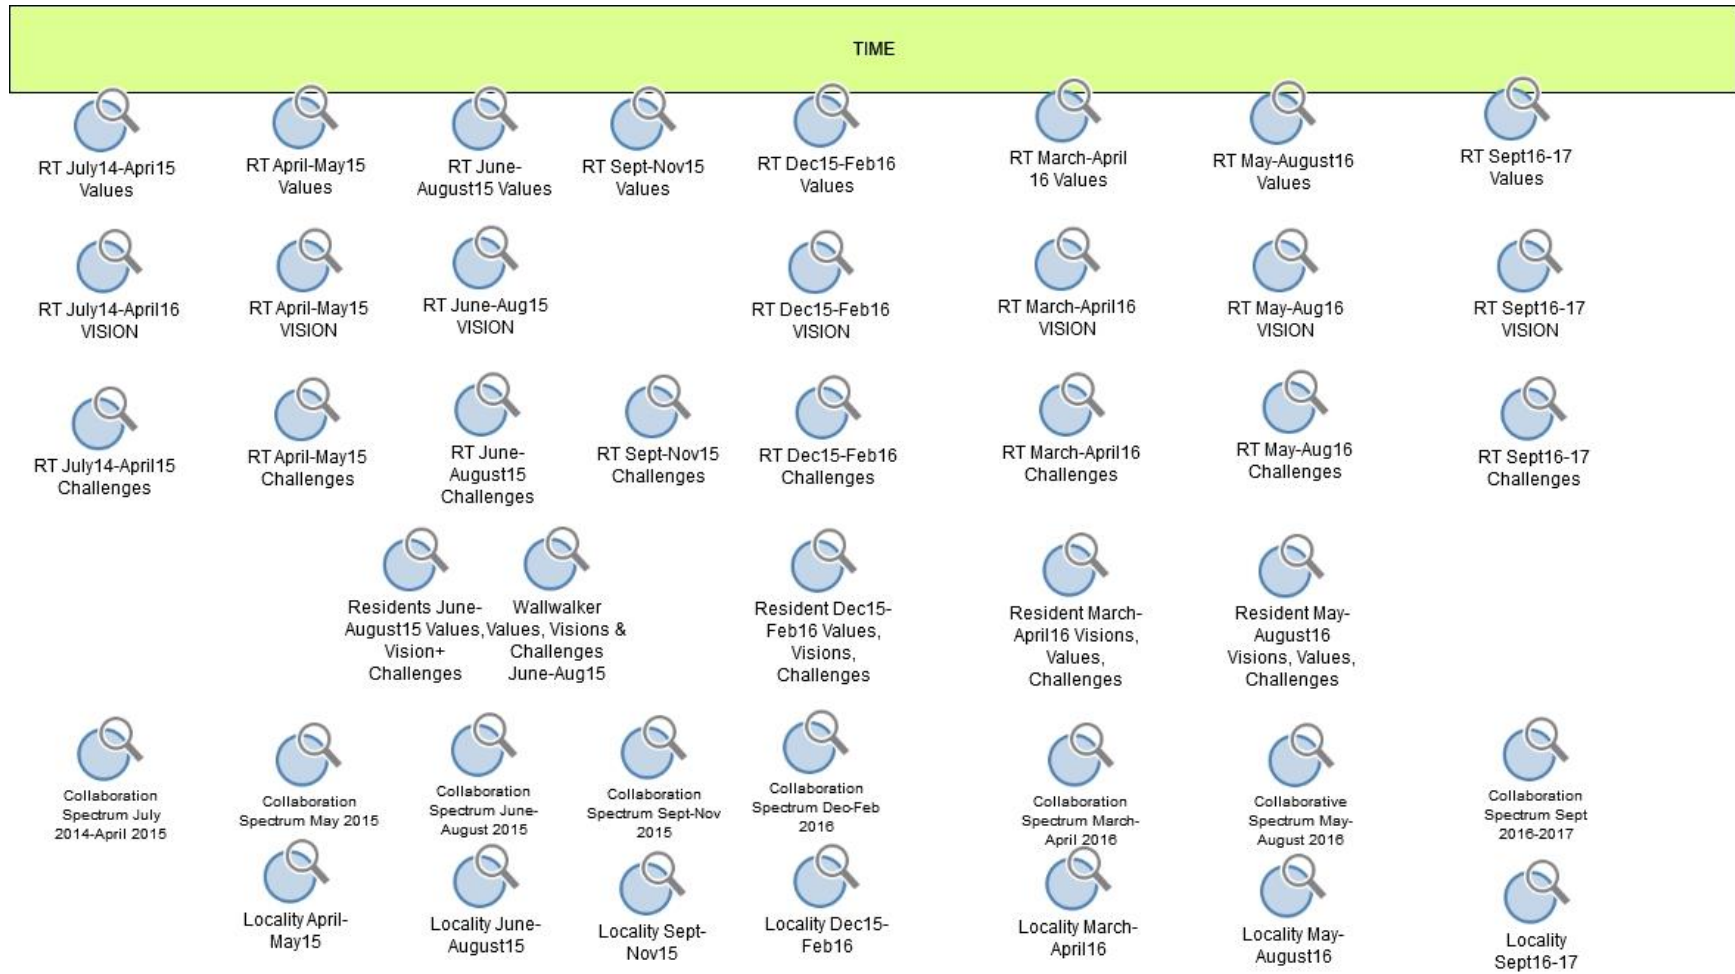 TIME
RT July14-Apri15
Values
RT April-May15
Values
RT June-
August15 Values
RT Sept-Nov15
Values
RT Dec15-Feb16
Values
RT March-April
16 Values
RT May-August16
Values
RT Sept16-17
Values
RT July14-April16
VISION
RT April-May15
VISION
RT June-Aug15
VISION
RT Dec15-Feb16
VISION
RT March-April16
VISION
RT May-Aug16
VISION
RT Sept16-17
VISION
RT July14-April15
Challenges
RT April-May15
Challenges
RT June-
August15
Challenges
RT Sept-Nov15
Challenges
RT Dec15-Feb16
Challenges
RT March-April16
Challenges
RT May-Aug16
Challenges
RT Sept16-17
Challenges
Residents June-
August15 Values,
Vision+
Challenges
Wallwalker
Values, Visions &
Challenges
June-Aug15
Resident Dec15-
Feb16 Values,
Visions,
Challenges
Resident March-
April16 Visions,
Values,
Challenges
Resident May-
August16
Visions, Values,
Challenges
Collaboration
Spectrum July
2014-April 2015
Collaboration
Spectrum May 2015
Collaboration
Spectrum June-
August 2015
Collaboration
Spectrum Sept-Nov
2015
Collaboration
Spectrum Dec-Feb
2016
Collaboration
Spectrum March-
April 2016
Collaborative
Spectrum May-
August 2016
Collaboration
Spectrum Sept
2016-2017
Locality April-
May15
Locality June-
August15
Locality Sept-
Nov15
Locality Dec15-
Feb16
Locality March-
April16
Locality May-
August16
Locality
Sept16-17